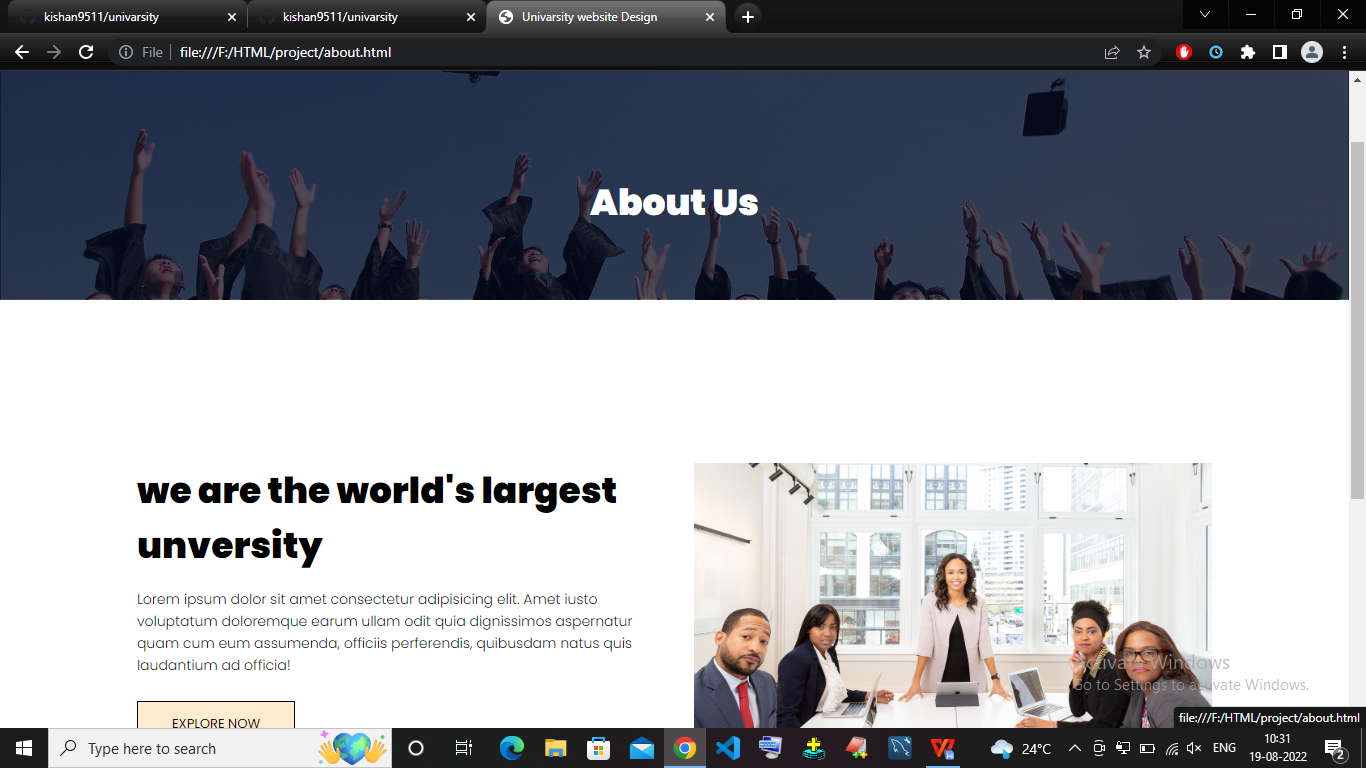 kishan9511/univarsity
kishan9511/univarsity
Univarsity website Design
File
file:///F:/HTML/project/about.html
About Us
we are the world's largest
unversity
Lorem ipsum dolor sit amet consectetur adipisicing elit. Amet iusto
voluptatum doloremque earum ullam odit quia dignissimos aspernatur
quam cum eum assumenda, officiis perferendis, quibusdam natus quis
laudantium ad officia!
EXPLORE NOW
Activate Windows
Go to Settings to activate Windows.
file:///F:/HTML/project/about.html
Type here to search
24°C
ENG
10:31
19-08-2022
2